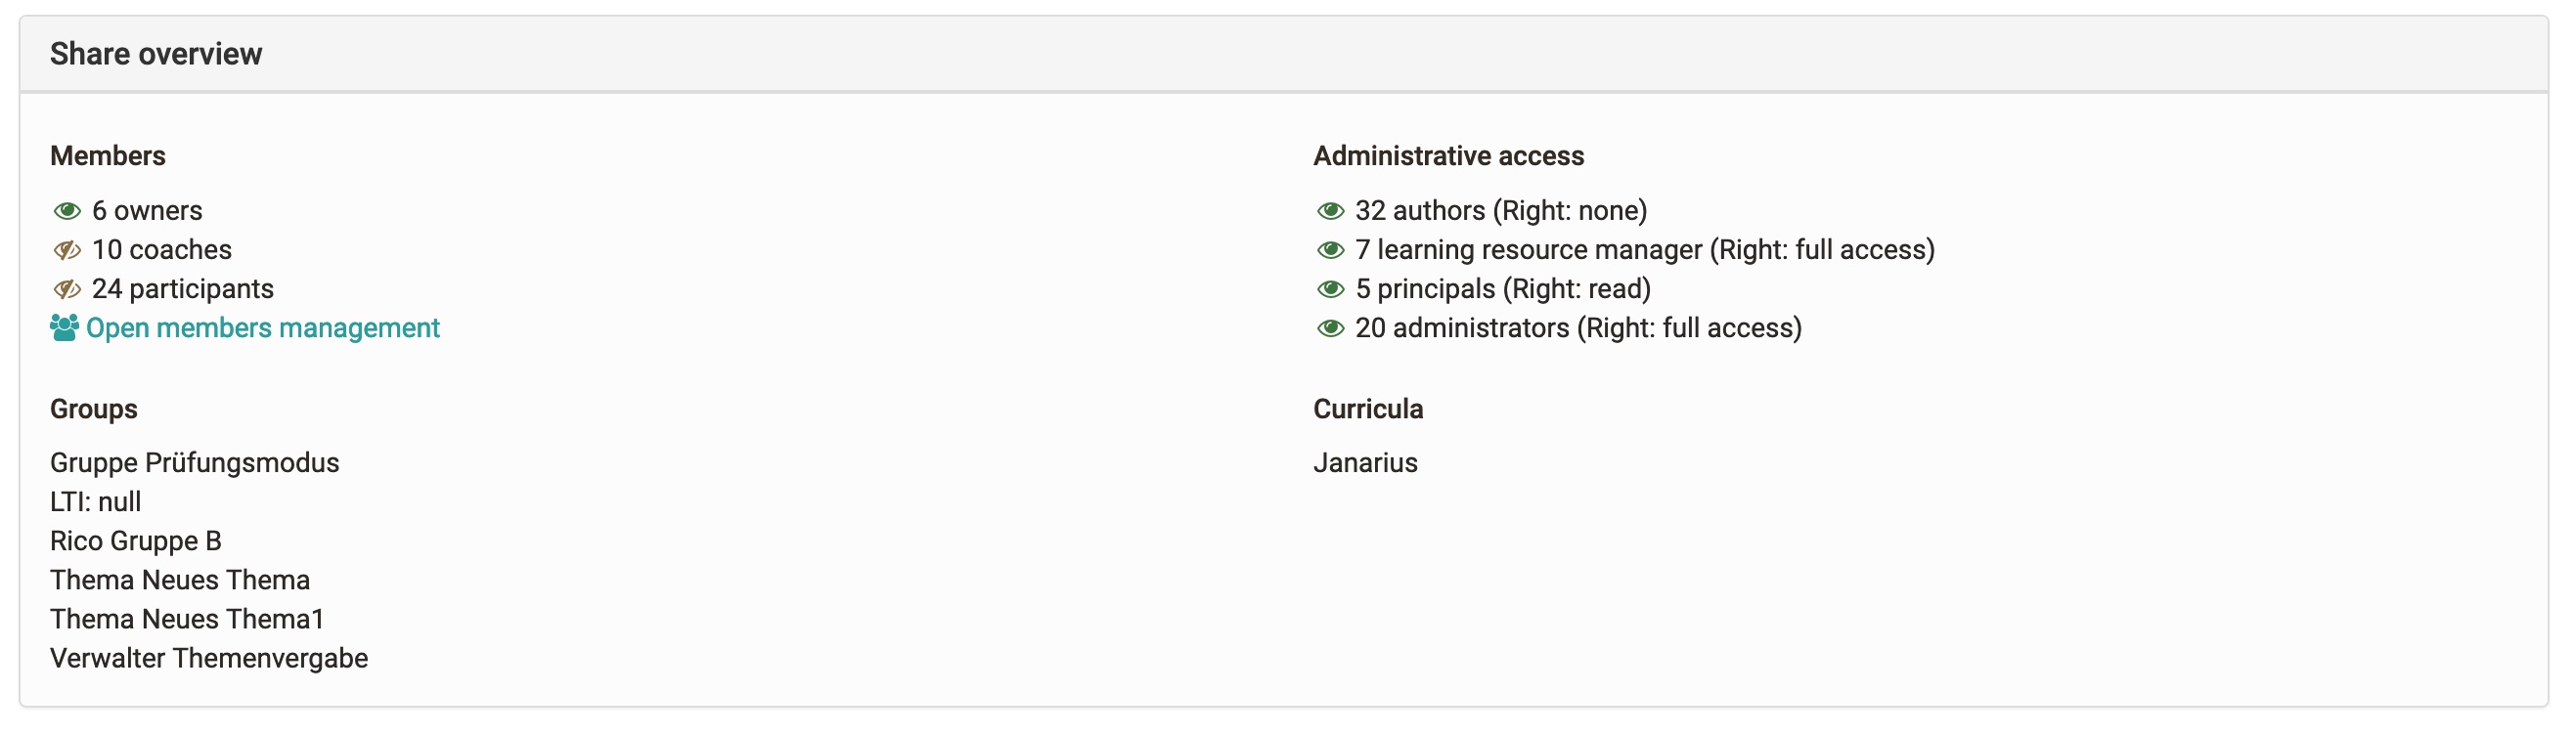 Share overview
Members
6 owners
10 coaches
24 participants
Open members management
Administrative access
32 authors (Right: none)
7 learning resource manager (Right: full access)
5 principals (Right: read)
20 administrators (Right: full access)
Groups
Gruppe Prüfungsmodus
LTI: null
Rico Gruppe B
Thema Neues Thema
Thema Neues Thema1
Verwalter Themenvergabe
Curricula
Janarius